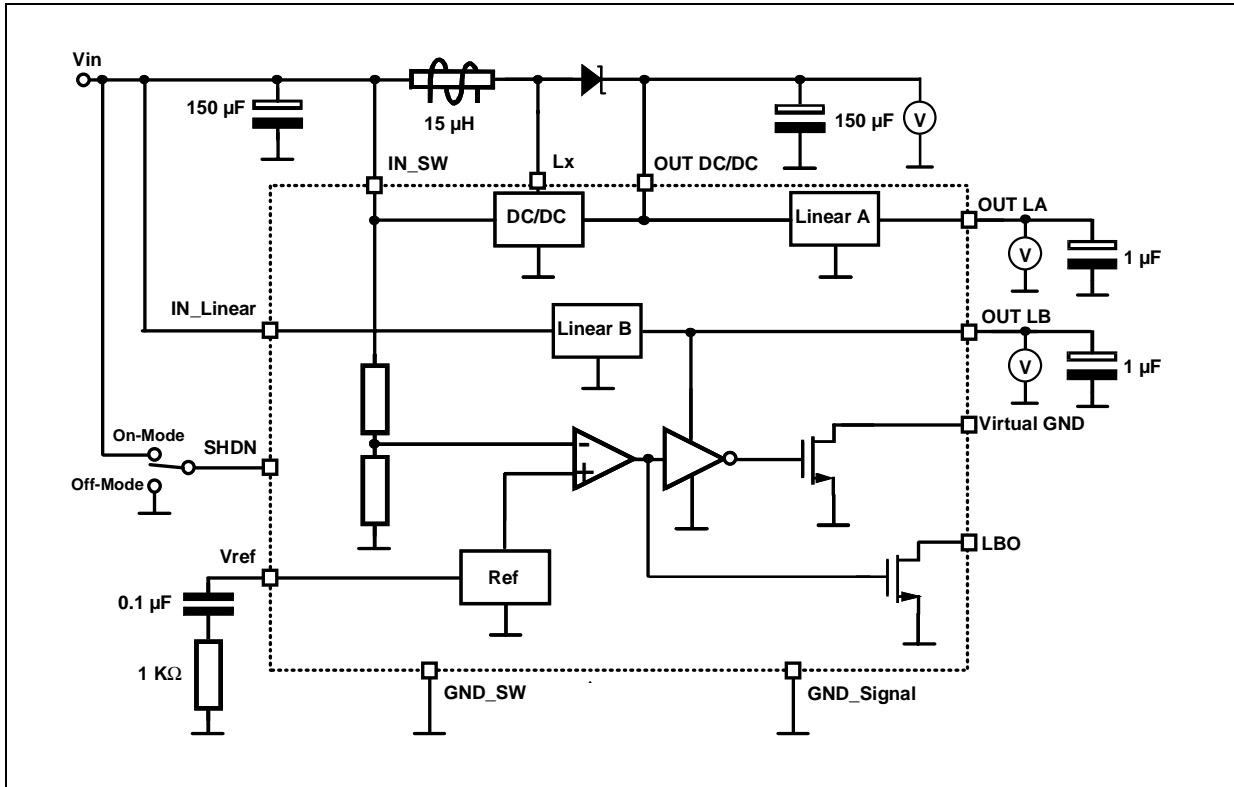 Vin
150 µF
15 µH
150 µF
V
IN_SW
Lx
OUT DC/DC
DC/DC
Linear A
OUT LA
V
1 µF
IN_Linear
Linear B
OUT LB
V
1 µF
Virtual GND
On-Mode
SHDN
Off-Mode
-
+
LBO
Vref
Ref
0.1 µF
1 KΩ
GND_SW
GND_Signal